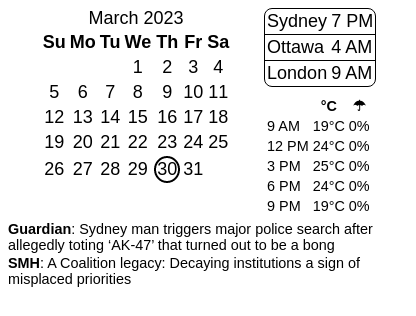 March 2023
Su Mo Tu We Th Fr Sa
1 2 3 4
5 6 7 8 9 10 11
12 13 14 15 16 17 18
19 20 21 22 23 24 25
26 27 28 29 30 31
Sydney 7 PM
Ottawa 4 AM
London 9 AM
°C ☂
9 AM 19°C 0%
12 PM 24°C 0%
3 PM 25°C 0%
6 PM 24°C 0%
9 PM 19°C 0%
Guardian: Sydney man triggers major police search after
allegedly toting ‘AK-47’ that turned out to be a bong
SMH: A Coalition legacy: Decaying institutions a sign of
misplaced priorities